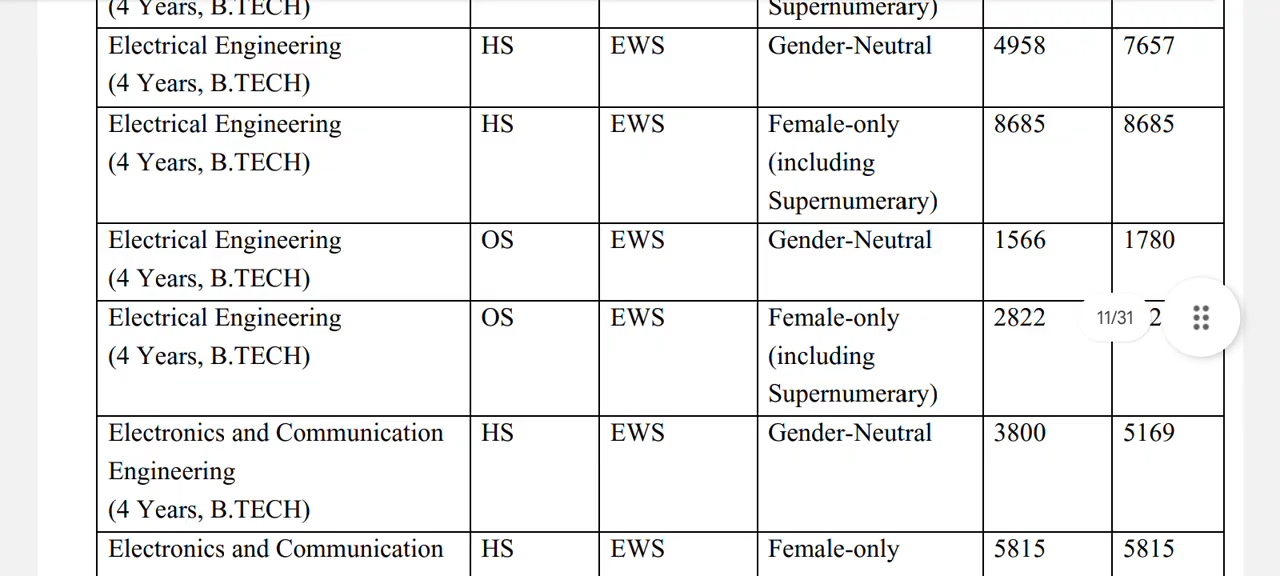 (4 Years, B.TECH) Supernumerary)
Electrical Engineering HS EWS Gender-Neutral 4958 7657
(4 Years, B.TECH)
Electrical Engineering HS EWS Female-only 8685 8685
(4 Years, B.TECH) (including
Supernumerary)
Electrical Engineering OS EWS Gender-Neutral 1566 1780
(4 Years, B.TECH)
Electrical Engineering OS EWS Female-only 2822 11/31
(4 Years, B.TECH) (including
Supernumerary)
Electronics and Communication HS EWS Gender-Neutral 3800 5169
Engineering
(4 Years, B.TECH)
Electronics and Communication HS EWS Female-only 5815 5815